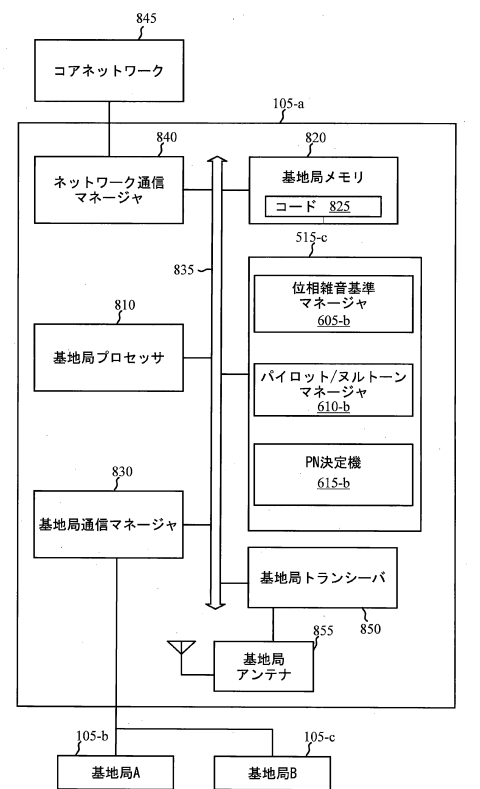 845
コアネットワーク
105-a
840
820
ネットワーク通信
マネージャ
基地局メモリ
コード 825
515-c
835
位相雑音基準
マネージャ
605-b
810
基地局プロセッサ
パイロット/ヌルトーン
マネージャ
610-b
PN決定機
615-b
830
基地局通信マネージャ
基地局トランシーバ
850
855
基地局
アンテナ
105-b
105-c
基地局A
基地局B